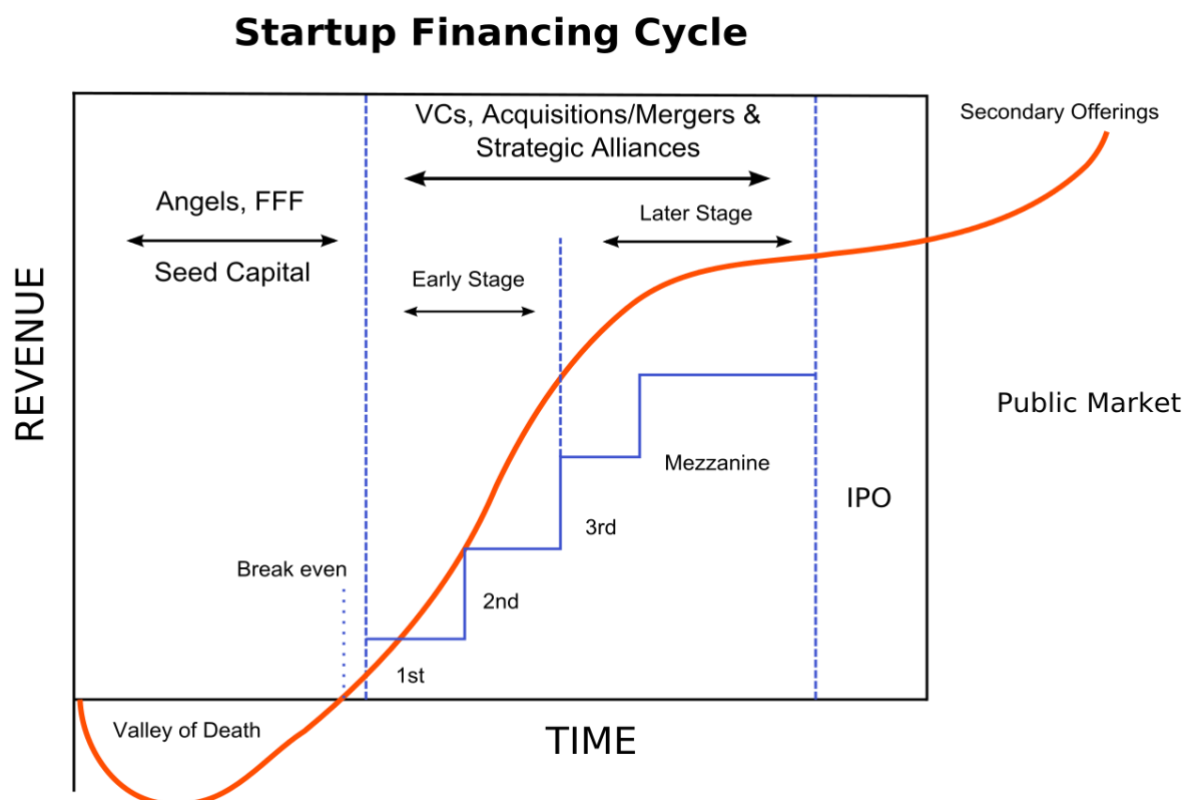 Startup Financing Cycle
VCs, Acquisitions/Mergers &
Strategic Alliances
Secondary Offerings
Angels, FFF
Later Stage
Seed Capital
Early Stage
REVENUE
Public Market
Mezzanine
IPO
3rd
Break even
2nd
1st
Valley of Death
TIME